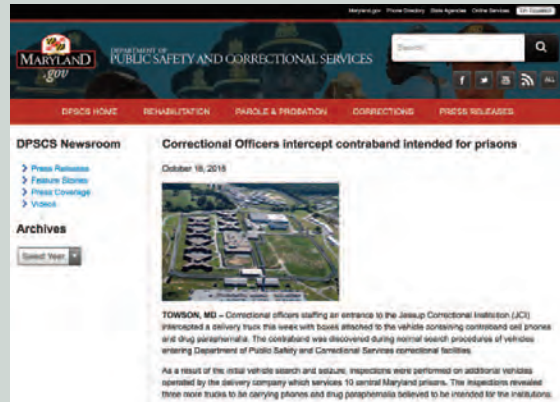 Maryland.gov Phone Directory State Agencies Online Services En Español
MARYLAND
.gov
DEPARTMENT OF
PUBLIC SAFETY AND CORRECTIONAL SERVICES
Search
ALL
DPSCS HOME REHABILITATION PAROLE & PROBATION CORRECTIONS PRESS RELEASES
DPSCS Newsroom
Press Releases
Feature Stories
Press Coverage
Videos
Archives
Select Year
Correctional Officers intercept contraband intended for prisons
October 18, 2016
TOWSON, MD – Correctional officers staffing an entrance to the Jessup Correctional Institution (JCI)
intercepted a delivery truck this week with boxes attached to the vehicle containing contraband cell phones
and drug paraphernalia. The contraband was discovered during normal search procedures of vehicles
entering Department of Public Safety and Correctional Services correctional facilities.
As a result of the initial vehicle search and seizure, inspections were performed on additional vehicles
operated by the delivery company which services 10 central Maryland prisons. The inspections revealed
three more trucks to be carrying phones and drug paraphernalia believed to be intended for the institutions.